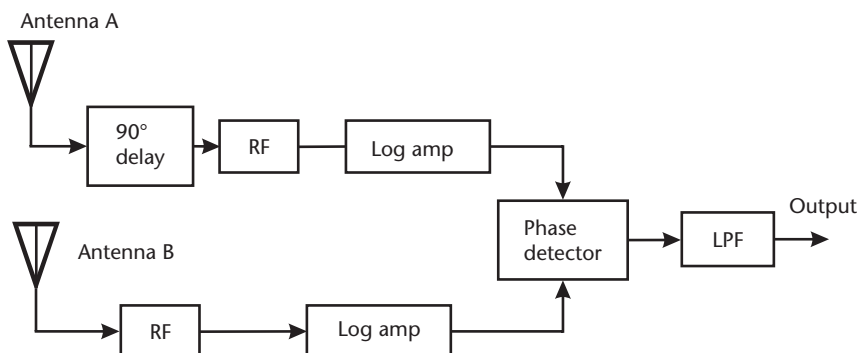 Antenna A
90°
delay
RF
Log amp
Phase
detector
LPF
Output
Antenna B
RF
Log amp